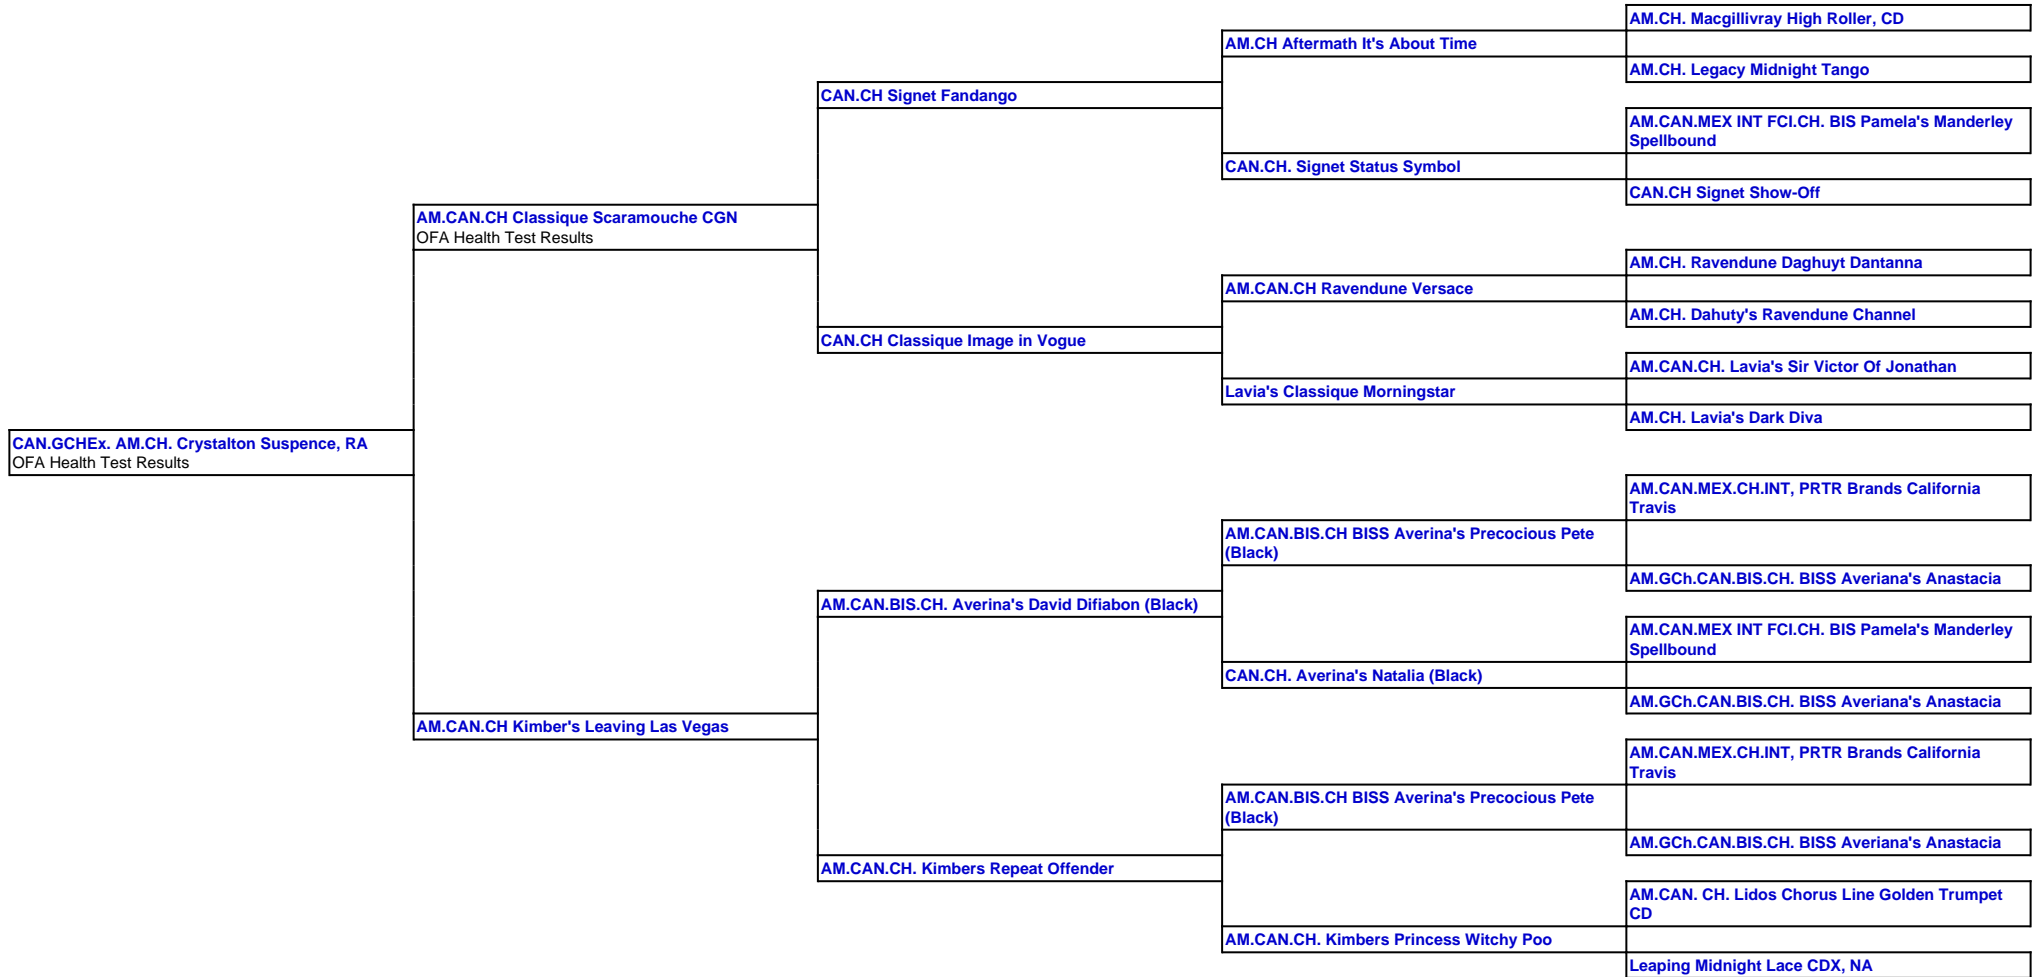 AM.CH. Macgillivray High Roller, CD
AM.CH Aftermath It's About Time
AM.CH. Legacy Midnight Tango
CAN.CH Signet Fandango
AM.CAN.MEX INT FCI.CH. BIS Pamela's Manderley
Spellbound
CAN.CH. Signet Status Symbol
CAN.CH Signet Show-Off
AM.CAN.CH Classique Scaramouche CGN
OFA Health Test Results
AM.CH. Ravendune Daghuyt Dantanna
AM.CAN.CH Ravendune Versace
AM.CH. Dahuty's Ravendune Channel
CAN.CH Classique Image in Vogue
AM.CAN.CH. Lavia's Sir Victor Of Jonathan
Lavia's Classique Morningstar
AM.CH. Lavia's Dark Diva
CAN.GCHEx. AM.CH. Crystalton Suspence, RA
OFA Health Test Results
AM.CAN.MEX.CH.INT, PRTR Brands California
Travis
AM.CAN.BIS.CH BISS Averina's Precocious Pete
(Black)
AM.GCh.CAN.BIS.CH. BISS Averiana's Anastacia
AM.CAN.BIS.CH. Averina's David Difiabon (Black)
AM.CAN.MEX INT FCI.CH. BIS Pamela's Manderley
Spellbound
CAN.CH. Averina's Natalia (Black)
AM.GCh.CAN.BIS.CH. BISS Averiana's Anastacia
AM.CAN.CH Kimber's Leaving Las Vegas
AM.CAN.MEX.CH.INT, PRTR Brands California
Travis
AM.CAN.BIS.CH BISS Averina's Precocious Pete
(Black)
AM.GCh.CAN.BIS.CH. BISS Averiana's Anastacia
AM.CAN.CH. Kimbers Repeat Offender
AM.CAN. CH. Lidos Chorus Line Golden Trumpet
CD
AM.CAN.CH. Kimbers Princess Witchy Poo
Leaping Midnight Lace CDX, NA